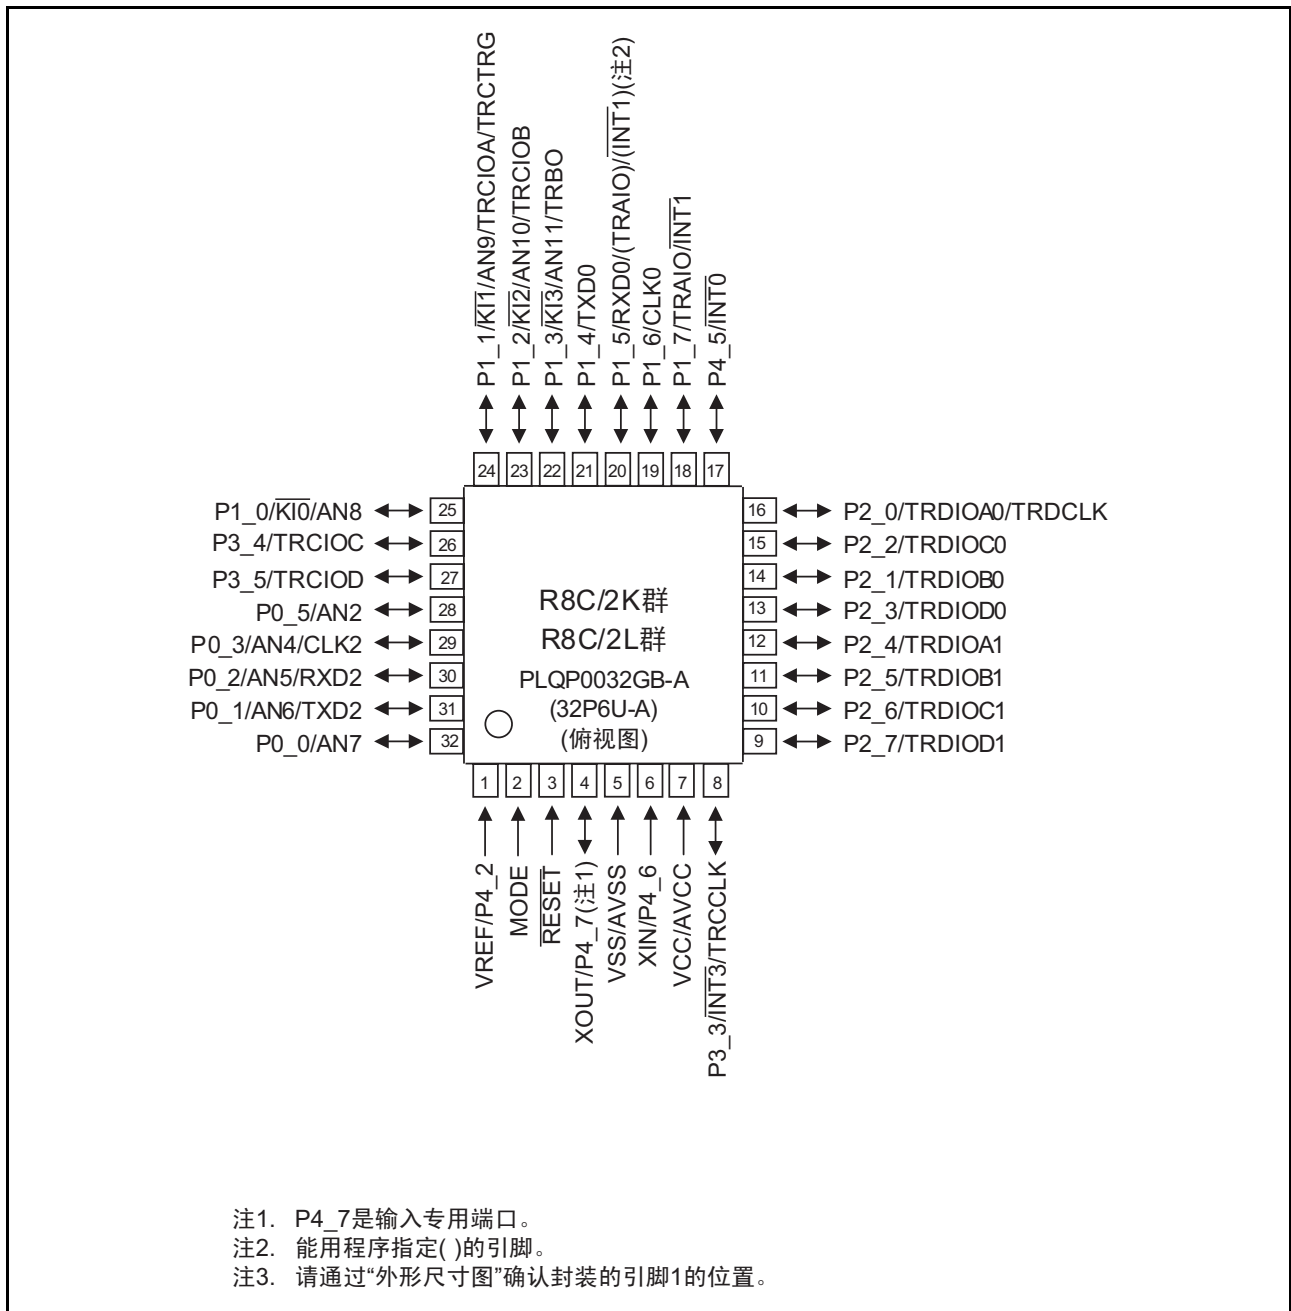 P1_1/KI1/AN9/TRCIOA/TRCTRG
P1_2/KI2/AN10/TRCIOB
P1_3/KI3/AN11/TRBO
P1_4/TXD0
P1_5/RXD0/(TRAIO)/(INT1)(注2)
P1_6/CLK0
P1_7/TRAIO/INT1
P4_5/INT0
24 23 22 21 20 19 18 17
P1_0/KI0/AN8 25
P3_4/TRCIOC 26
P3_5/TRCIOD 27
P0_5/AN2 28
P0_3/AN4/CLK2 29
P0_2/AN5/RXD2 30
P0_1/AN6/TXD2 31
P0_0/AN7 32
R8C/2K群
R8C/2L群
PLQP0032GB-A
(32P6U-A)
(俯视图)
16 P2_0/TRDIOA0/TRDCLK
15 P2_2/TRDIOC0
14 P2_1/TRDIOB0
13 P2_3/TRDIOD0
12 P2_4/TRDIOA1
11 P2_5/TRDIOB1
10 P2_6/TRDIOC1
9 P2_7/TRDIOD1
1 2 3 4 5 6 7 8
VREF/P4_2
MODE
RESET
XOUT/P4_7(注1)
VSS/AVSS
XIN/P4_6
VCC/AVCC
P3_3/INT3/TRCCLK
注1. P4_7是输入专用端口。
注2. 能用程序指定( )的引脚。
注3. 请通过“外形尺寸图”确认封装的引脚1的位置。